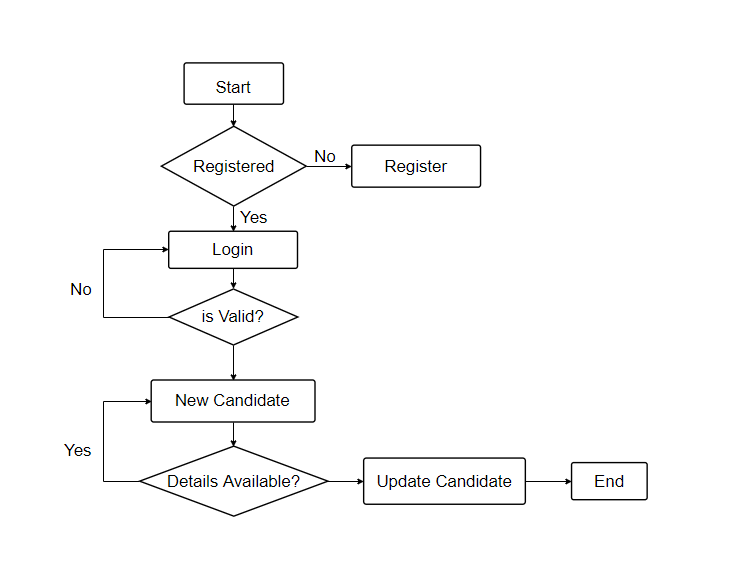 Start
Registered
No
Register
Yes
Login
No
is Valid?
New Candidate
Yes
Details Available?
Update Candidate
End